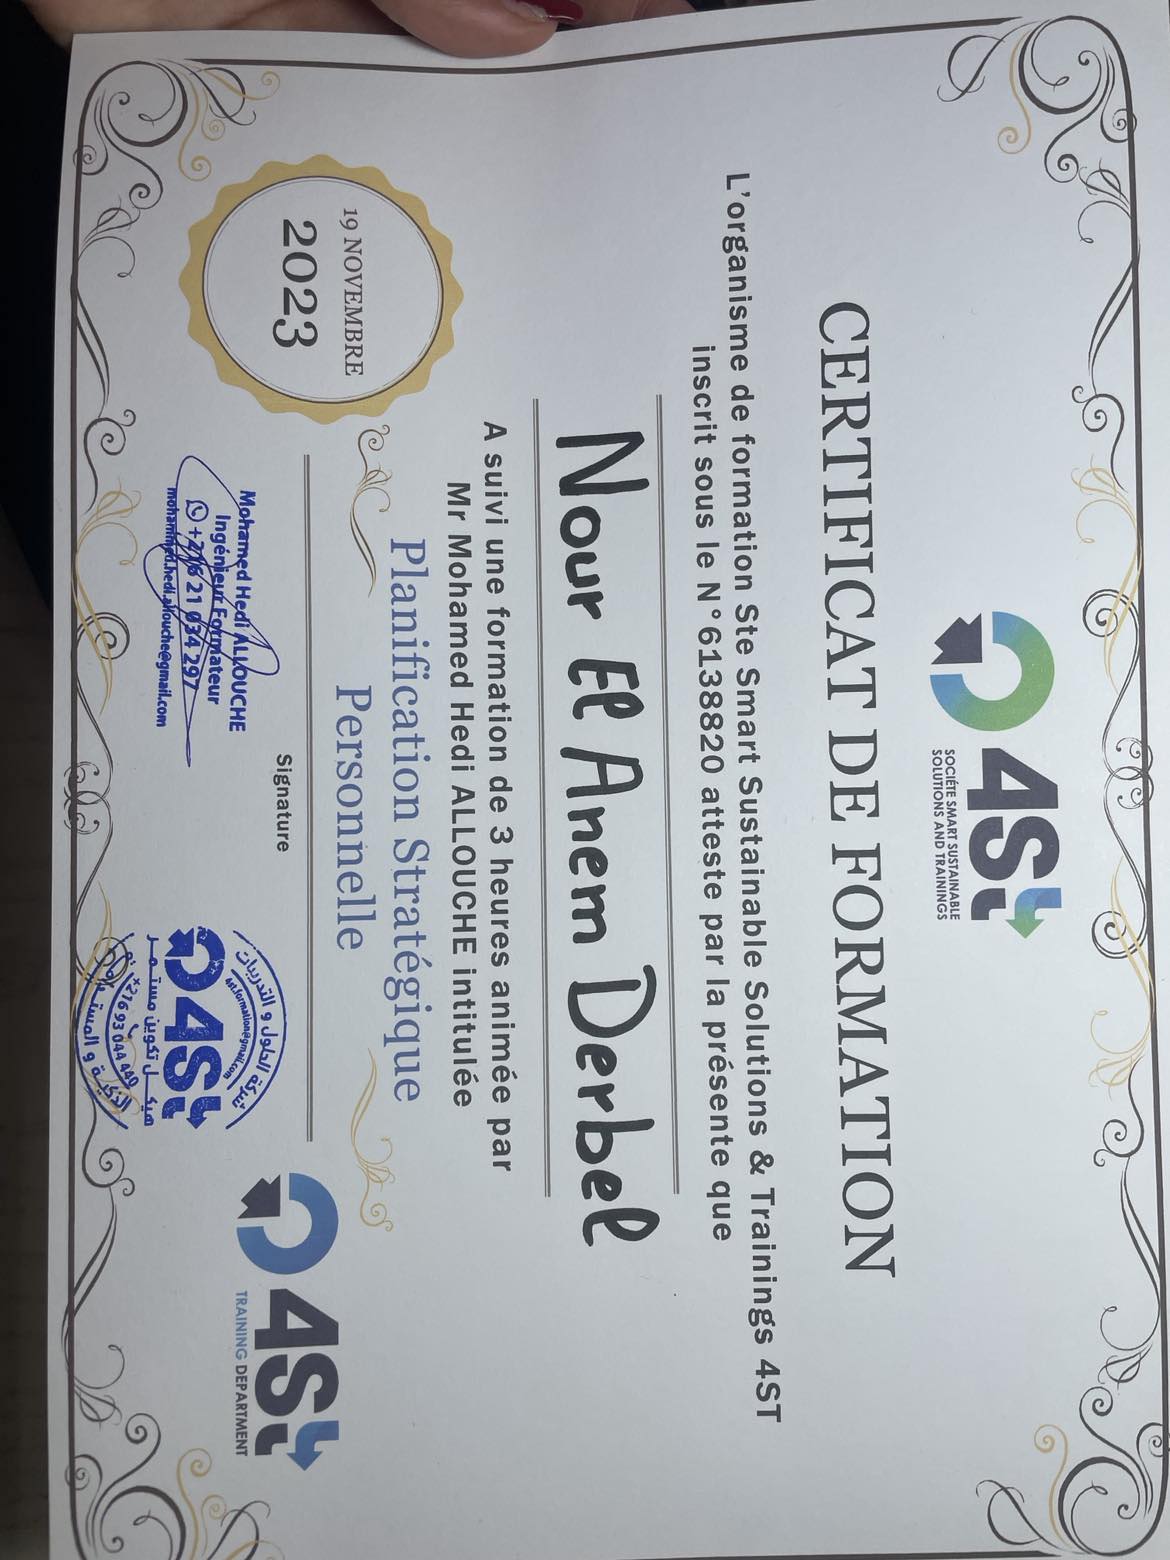 4St
SOCIÉTE SMART SUSTAINABLE
SOLUTIONS AND TRAININGS
CERTIFICAT DE FORMATION
L'organisme de formation Ste Smart Sustainable Solutions & Trainings 4ST
inscrit sous le N°6138820 atteste par la présente que
Nour El Anem Derbel
A suivi une formation de 3 heures animée par
Mr Mohamed Hedi ALLOUCHE intitulée
Planification Stratégique
Personnelle
19 NOVEMBRE
2023
Signature
Mohamed Hedi ALLOUCHE
Ingénieur Formateur
+216 21 034 297
mohammed.hedi.allouche@gmail.com
شركة الحلول و التدريبات
4st.formation@gmail.com
4St
هيكل تكوين مستمر
+216 93 044 440
الذكية و المستدامة
4St
TRAINING DEPARTMENT